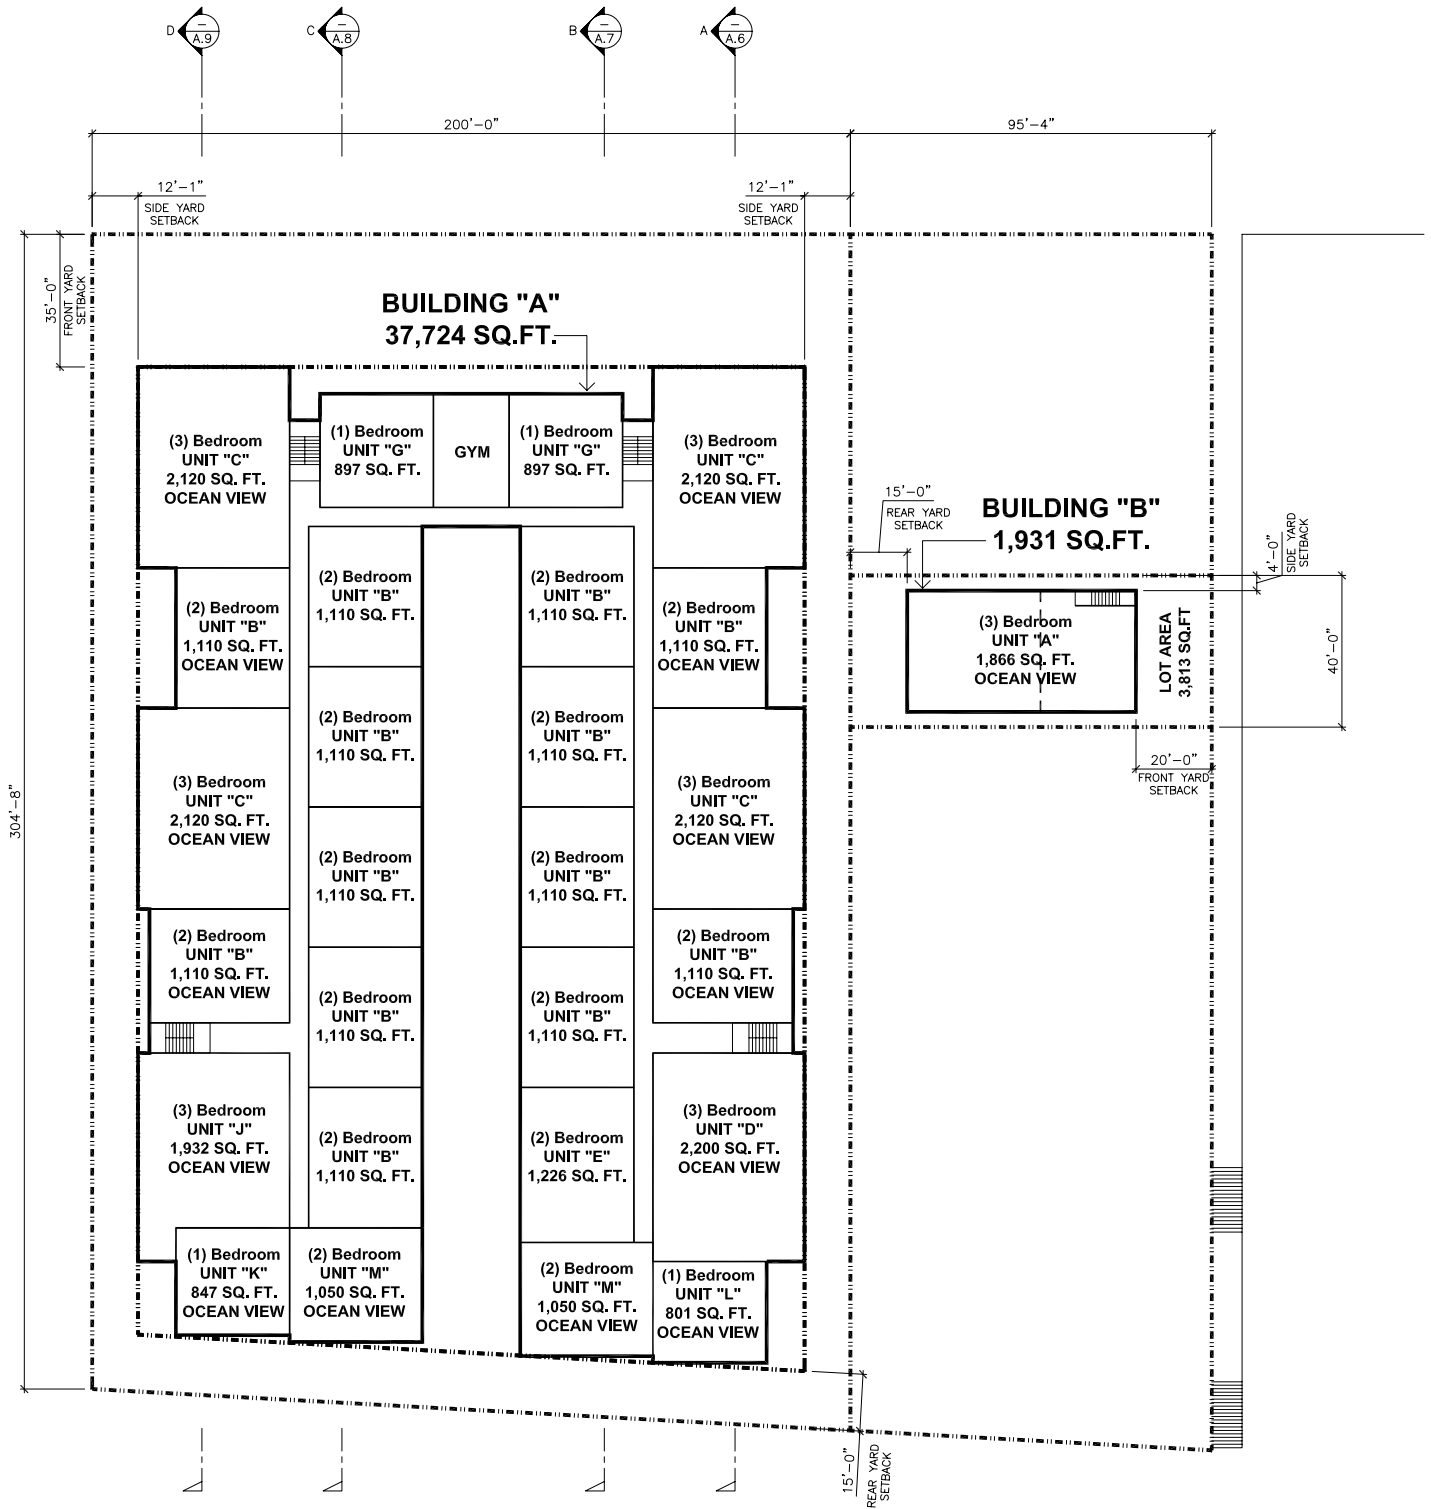 D
–
A.9
C
–
A.8
B
–
A.7
A
–
A.6
200'–0"
95'–4"
12'–1"
SIDE YARD
SETBACK
12'–1"
SIDE YARD
SETBACK
35'–0"
FRONT YARD
SETBACK
304'–8"
BUILDING "A"
37,724 SQ.FT.
(3) Bedroom
UNIT "C"
2,120 SQ. FT.
OCEAN VIEW
(1) Bedroom
UNIT "G"
897 SQ. FT.
GYM
(1) Bedroom
UNIT "G"
897 SQ. FT.
(3) Bedroom
UNIT "C"
2,120 SQ. FT.
OCEAN VIEW
(2) Bedroom
UNIT "B"
1,110 SQ. FT.
OCEAN VIEW
(2) Bedroom
UNIT "B"
1,110 SQ. FT.
(2) Bedroom
UNIT "B"
1,110 SQ. FT.
(2) Bedroom
UNIT "B"
1,110 SQ. FT.
OCEAN VIEW
(3) Bedroom
UNIT "C"
2,120 SQ. FT.
OCEAN VIEW
(2) Bedroom
UNIT "B"
1,110 SQ. FT.
(2) Bedroom
UNIT "B"
1,110 SQ. FT.
(3) Bedroom
UNIT "C"
2,120 SQ. FT.
OCEAN VIEW
(2) Bedroom
UNIT "B"
1,110 SQ. FT.
(2) Bedroom
UNIT "B"
1,110 SQ. FT.
(2) Bedroom
UNIT "B"
1,110 SQ. FT.
OCEAN VIEW
(2) Bedroom
UNIT "B"
1,110 SQ. FT.
(2) Bedroom
UNIT "B"
1,110 SQ. FT.
(2) Bedroom
UNIT "B"
1,110 SQ. FT.
OCEAN VIEW
(3) Bedroom
UNIT "J"
1,932 SQ. FT.
OCEAN VIEW
(2) Bedroom
UNIT "B"
1,110 SQ. FT.
(2) Bedroom
UNIT "E"
1,226 SQ. FT.
(3) Bedroom
UNIT "D"
2,200 SQ. FT.
OCEAN VIEW
(1) Bedroom
UNIT "K"
847 SQ. FT.
OCEAN VIEW
(2) Bedroom
UNIT "M"
1,050 SQ. FT.
OCEAN VIEW
(2) Bedroom
UNIT "M"
1,050 SQ. FT.
OCEAN VIEW
(1) Bedroom
UNIT "L"
801 SQ. FT.
OCEAN VIEW
15'–0"
REAR YARD
SETBACK
BUILDING "B"
1,931 SQ.FT.
4'–0"
SIDE YARD
SETBACK
(3) Bedroom
UNIT "A"
1,866 SQ. FT.
OCEAN VIEW
LOT AREA
3,813 SQ.FT
40'–0"
20'–0"
FRONT YARD
SETBACK
15'–0"
REAR YARD
SETBACK